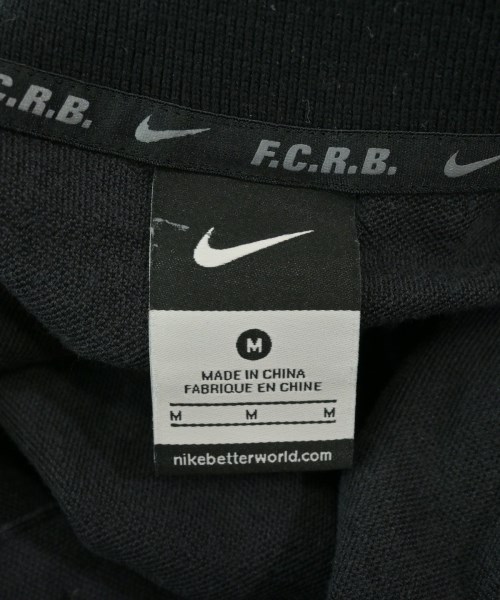 C.R.B.
F.C.R.B.
M
MADE IN CHINA
FABRIQUE EN CHINE
M M M
nikebetterworld.com